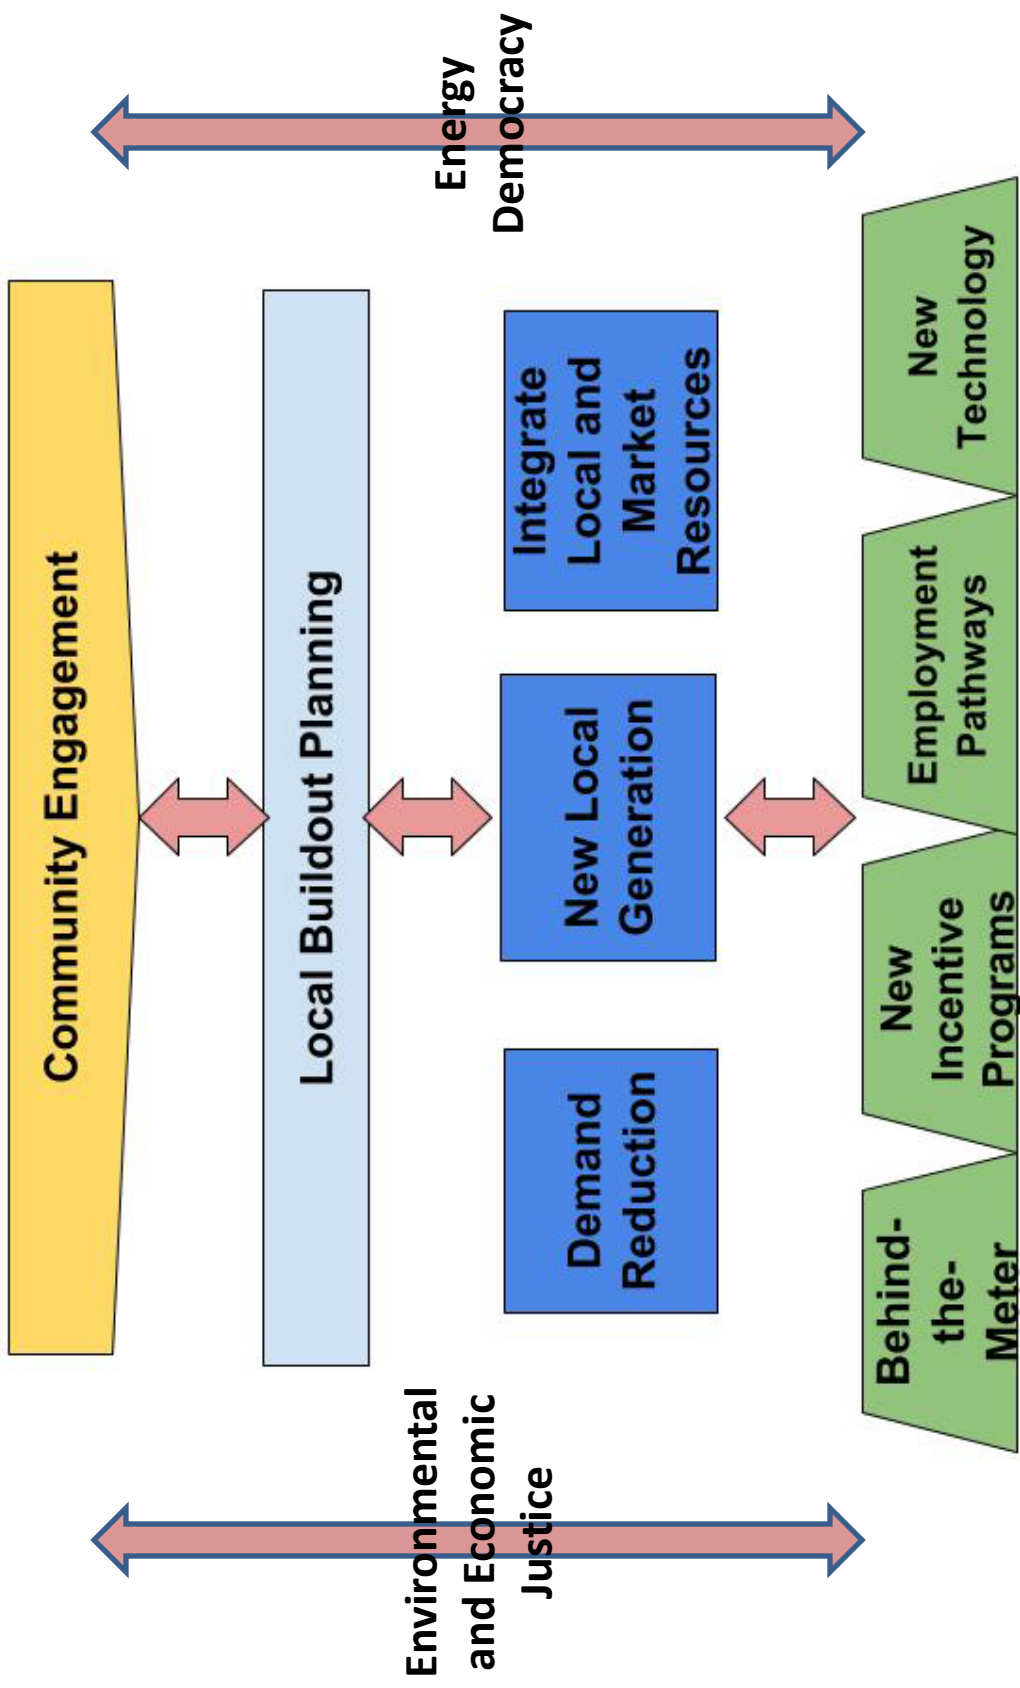 Community Engagement
Local Buildout Planning
Environmental
and Economic
Justice
Energy
Democracy
Demand
Reduction
New Local
Generation
Integrate
Local and
Market
Resources
Behind-
the-
Meter
New
Incentive
Programs
Employment
Pathways
New
Technology